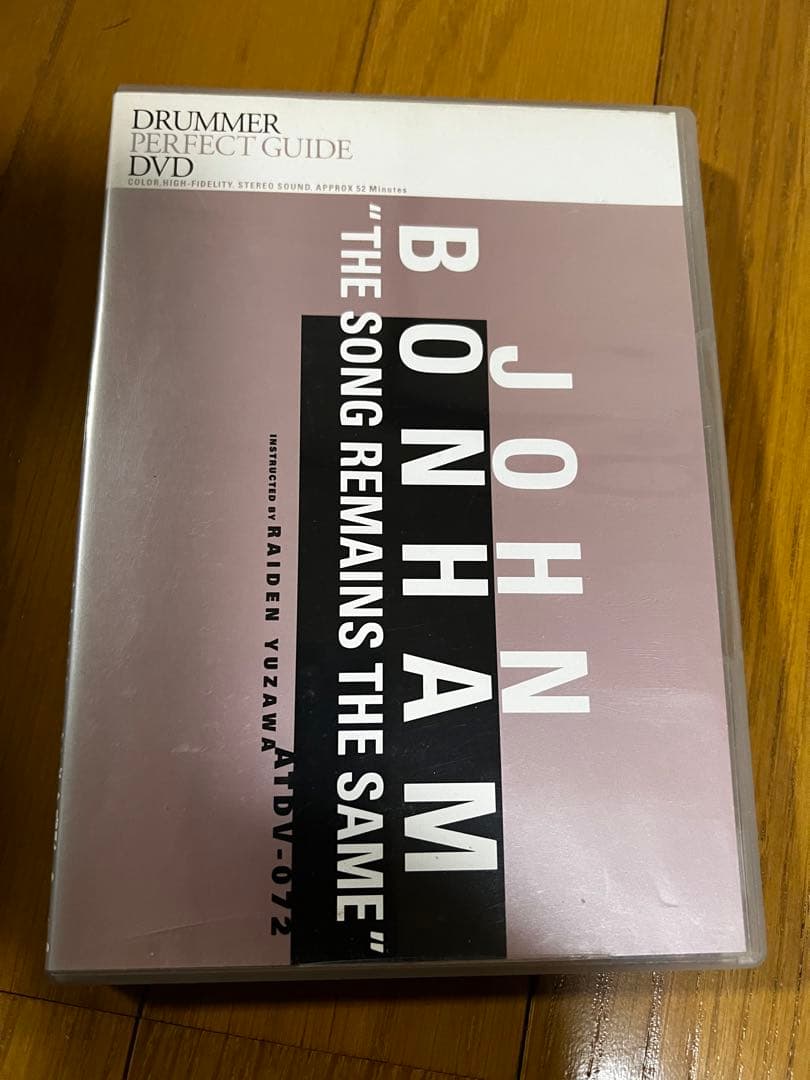 DRUMMER
PERFECT GUIDE
DVD
COLOR, HIGH-FIDELITY. STEREO SOUND. APPROX 52 Minutes
JOHN
BONHAM
"THE SONG REMAINS THE SAME"
INSTRUCTED BY RAIDEN YUZAWA
ATDV-072